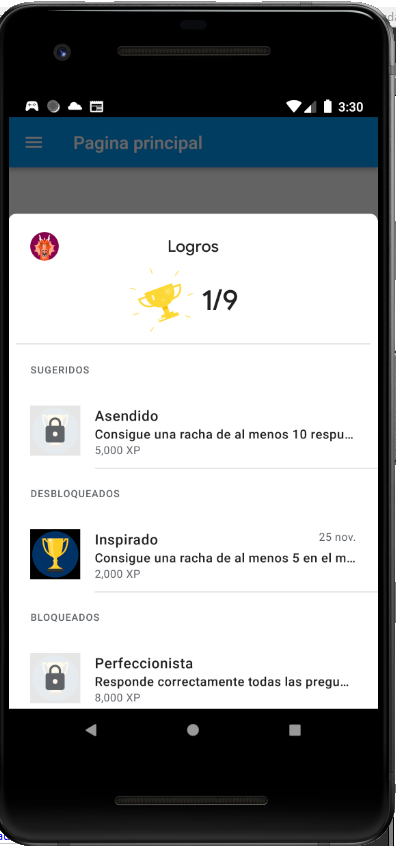 3:30
Pagina principal
Logros
1/9
SUGERIDOS
Asendido
Consigue una racha de al menos 10 respu…
5,000 XP
DESBLOQUEADOS
Inspirado
25 nov.
Consigue una racha de al menos 5 en el m…
2,000 XP
BLOQUEADOS
Perfeccionista
Responde correctamente todas las pregu…
8,000 XP